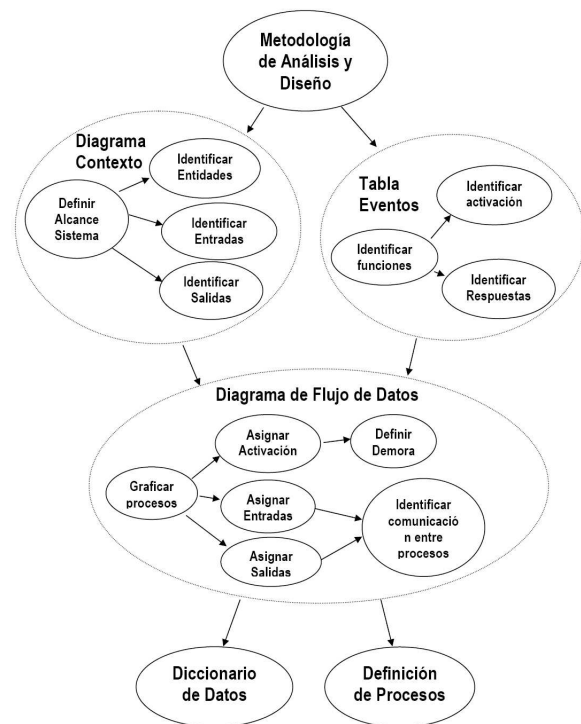 Metodología
de Análisis y
Diseño
Diagrama
Contexto
Identificar
Entidades
Definir
Alcance
Sistema
Identificar
Entradas
Identificar
Salidas
Tabla
Eventos
Identificar
activación
Identificar
funciones
Identificar
Respuestas
Diagrama de Flujo de Datos
Asignar
Activación
Definir
Demora
Graficar
procesos
Asignar
Entradas
Asignar
Salidas
Identificar
comunicació
n entre
procesos
Diccionario
de Datos
Definición
de Procesos